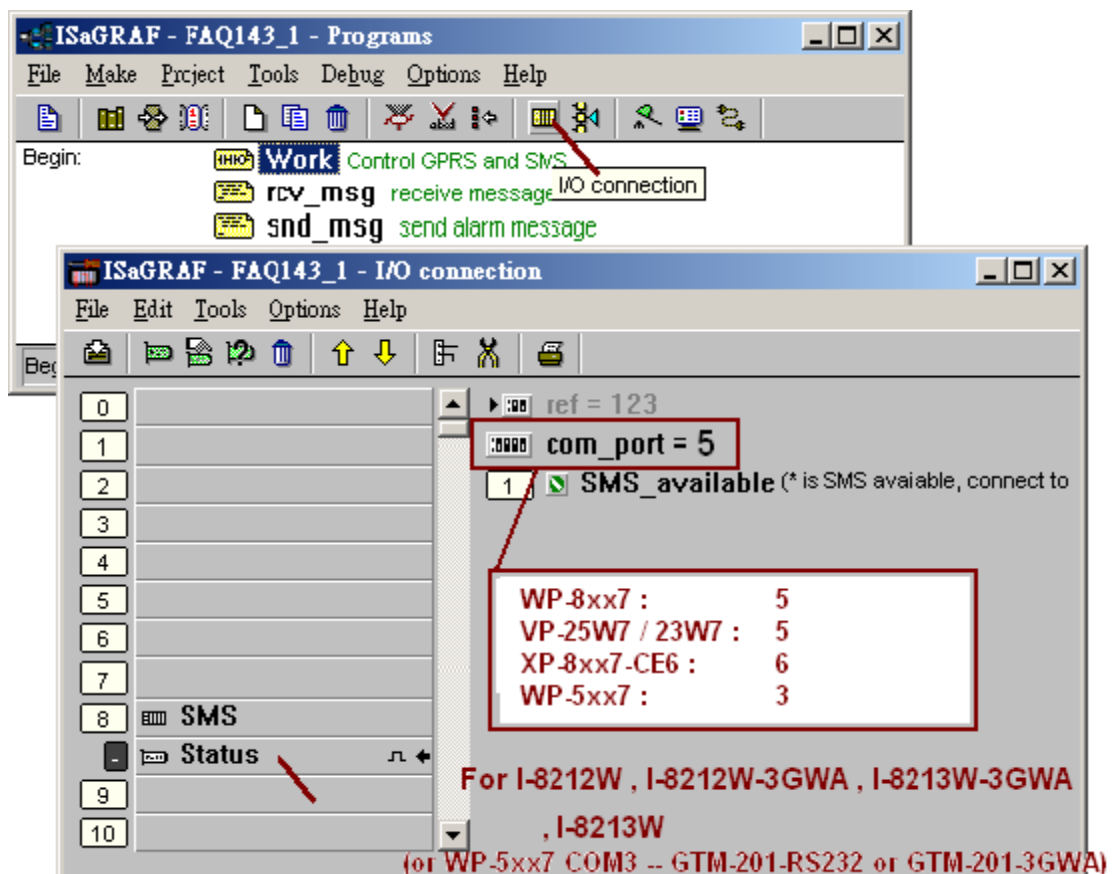 ISaGRAF - FAQ143_1 - Programs
File Make Project Tools Debug Options Help
Begin: Work Control GPRS and SMS
I/O connection
rcv_msg receive message
snd_msg send alarm message
ISaGRAF - FAQ143_1 - I/O connection
File Edit Tools Options Help
Beg
0
ref = 123
1
com_port = 5
2
1 SMS_available (* is SMS avaiable, connect to
3
4
5
WP-8xx7 : 5
6
VP-25W7 / 23W7 : 5
XP-8xx7-CE6 : 6
7
WP-5xx7 : 3
8 SMS
- Status
For I-8212W , I-8212W-3GWA , I-8213W-3GWA
9
10
, I-8213W
(or WP-5xx7 COM3 -- GTM-201-RS232 or GTM-201-3GWA)